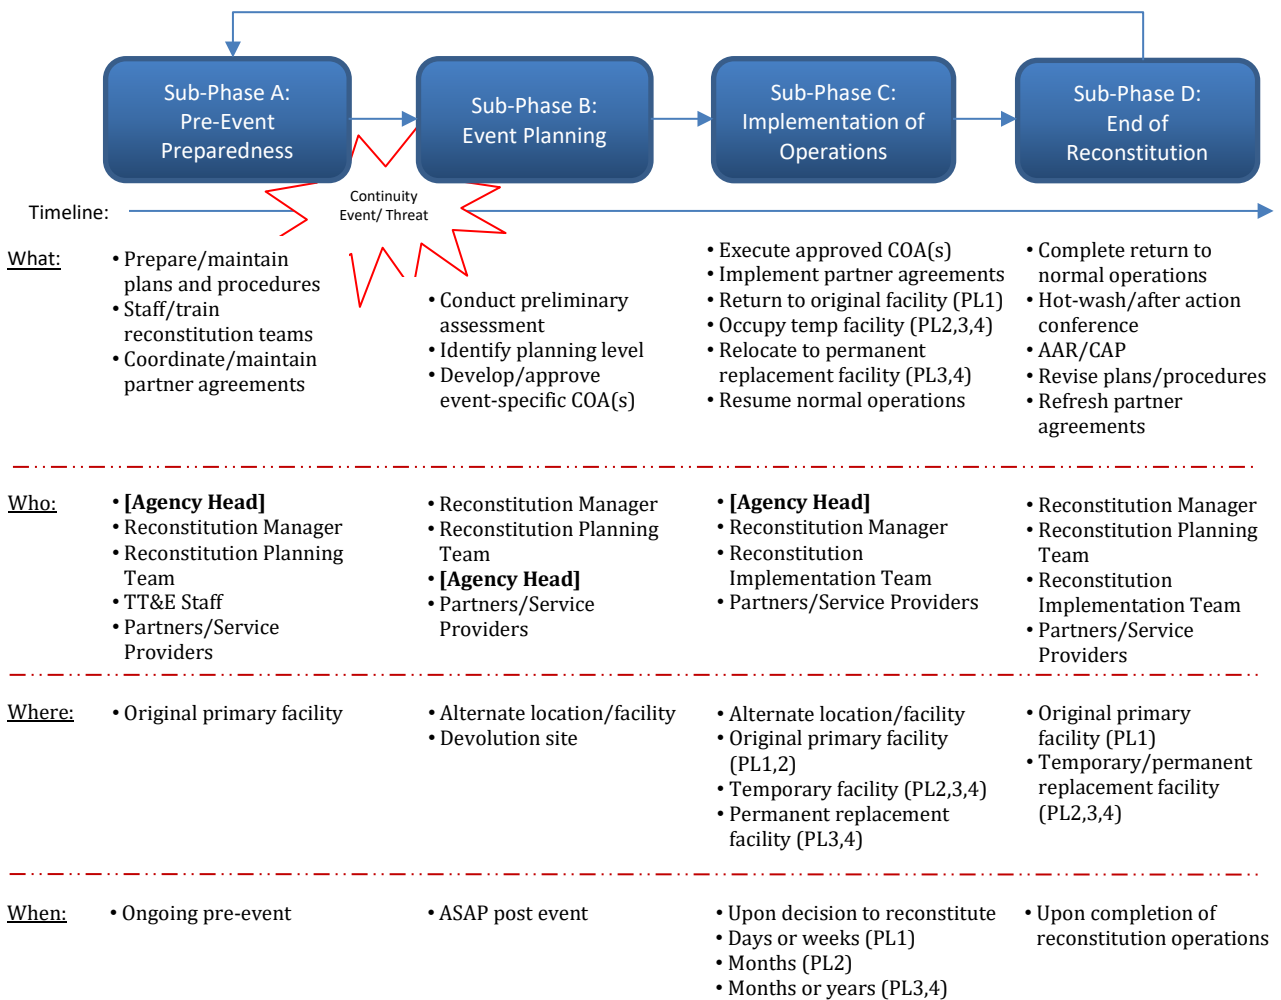 Sub-Phase A:
Pre-Event
Preparedness
Sub-Phase B:
Event Planning
Sub-Phase C:
Implementation of
Operations
Sub-Phase D:
End of
Reconstitution
Timeline:
Continuity
Event/ Threat
What:
• Prepare/maintain
plans and procedures
• Staff/train
reconstitution teams
• Coordinate/maintain
partner agreements
• Conduct preliminary
assessment
• Identify planning level
• Develop/approve
event-specific COA(s)
• Execute approved COA(s)
• Implement partner agreements
• Return to original facility (PL1)
• Occupy temp facility (PL2,3,4)
• Relocate to permanent
replacement facility (PL3,4)
• Resume normal operations
• Complete return to
normal operations
• Hot-wash/after action
conference
• AAR/CAP
• Revise plans/procedures
• Refresh partner
agreements
Who:
• [Agency Head]
• Reconstitution Manager
• Reconstitution Planning
Team
• TT&E Staff
• Partners/Service
Providers
• Reconstitution Manager
• Reconstitution Planning
Team
• [Agency Head]
• Partners/Service
Providers
• [Agency Head]
• Reconstitution Manager
• Reconstitution
Implementation Team
• Partners/Service Providers
• Reconstitution Manager
• Reconstitution Planning
Team
• Reconstitution
Implementation Team
• Partners/Service
Providers
Where:
• Original primary facility
• Alternate location/facility
• Devolution site
• Alternate location/facility
• Original primary facility
(PL1,2)
• Temporary facility (PL2,3,4)
• Permanent replacement
facility (PL3,4)
• Original primary
facility (PL1)
• Temporary/permanent
replacement facility
(PL2,3,4)
When:
• Ongoing pre-event
• ASAP post event
• Upon decision to reconstitute
• Days or weeks (PL1)
• Months (PL2)
• Months or years (PL3,4)
• Upon completion of
reconstitution operations